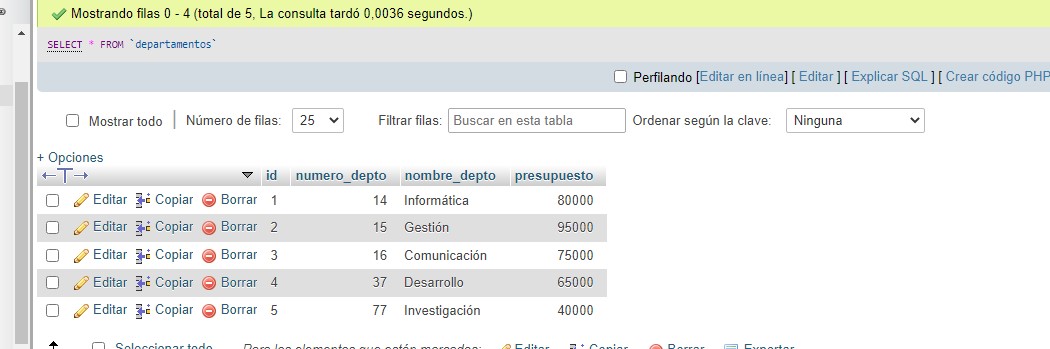 Mostrando filas 0 - 4 (total de 5, La consulta tardó 0,0036 segundos.)
SELECT * FROM `departamentos`
Perfilando [Editar en línea] [ Editar ] [ Explicar SQL ] [ Crear código PHP
Mostrar todo | Número de filas: 25 Filtrar filas: Buscar en esta tabla Ordenar según la clave: Ninguna
+ Opciones
←T→ id numero_depto nombre_depto presupuesto
Editar Copiar Borrar 1 14 Informática 80000
Editar Copiar Borrar 2 15 Gestión 95000
Editar Copiar Borrar 3 16 Comunicación 75000
Editar Copiar Borrar 4 37 Desarrollo 65000
Editar Copiar Borrar 5 77 Investigación 40000
Seleccionar todo Para los elementos que están marcados: Editar Copiar Borrar Exportar